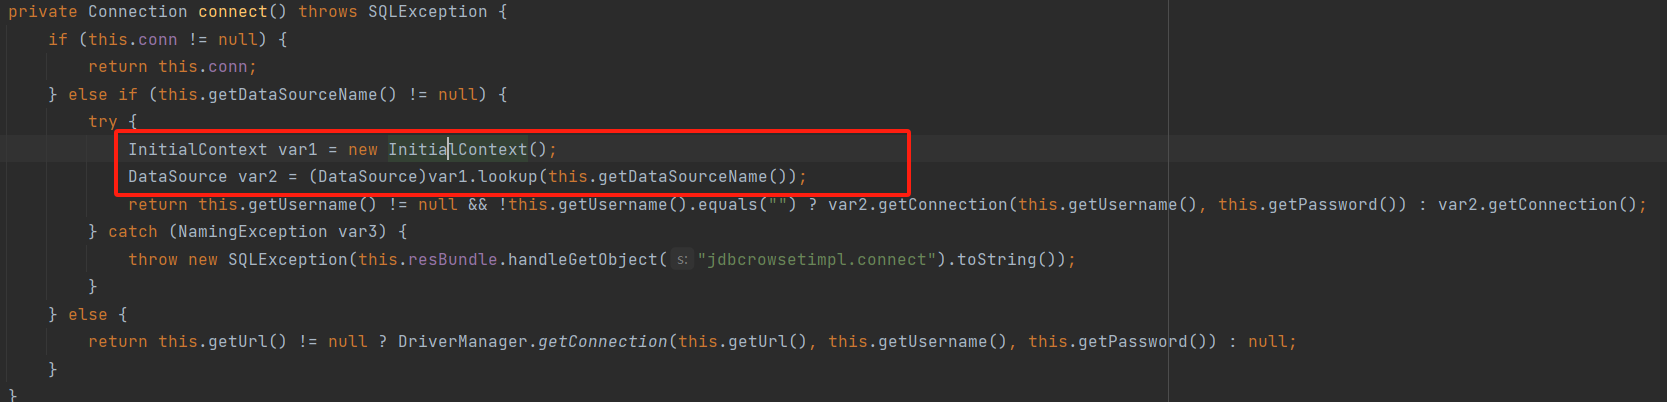 private Connection connect() throws SQLException {
if (this.conn != null) {
return this.conn;
} else if (this.getDataSourceName() != null) {
try {
InitialContext var1 = new InitialContext();
DataSource var2 = (DataSource)var1.lookup(this.getDataSourceName());
return this.getUsername() != null && !this.getUsername().equals("") ? var2.getConnection(this.getUsername(), this.getPassword()) : var2.getConnection();
} catch (NamingException var3) {
throw new SQLException(this.resBundle.handleGetObject( s: "jdbcrowsetimpl.connect").toString());
}
} else {
return this.getUrl() != null ? DriverManager.getConnection(this.getUrl(), this.getUsername(), this.getPassword()) : null;
}
}